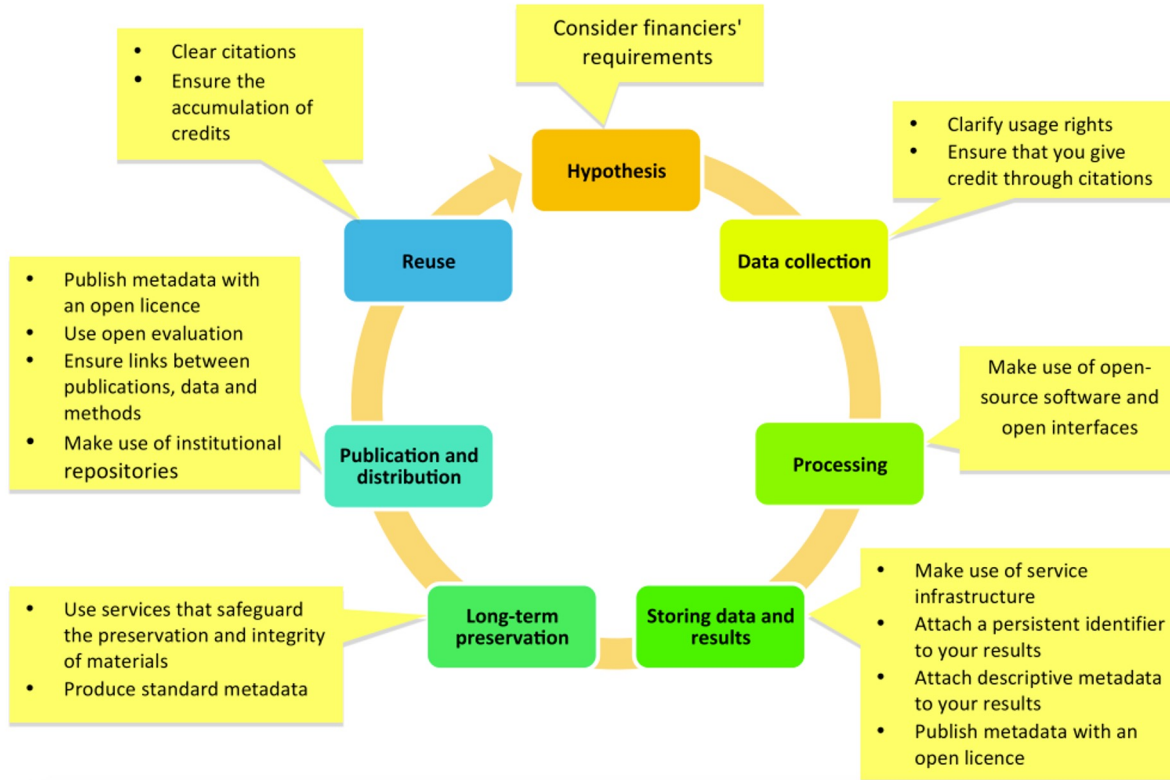 Consider financiers'
requirements
Hypothesis
• Clarify usage rights
• Ensure that you give
credit through citations
Data collection
Make use of open-
source software and
open interfaces
Processing
• Make use of service
infrastructure
• Attach a persistent identifier
to your results
• Attach descriptive metadata
to your results
• Publish metadata with an
open licence
Storing data and
results
• Use services that safeguard
the preservation and integrity
of materials
• Produce standard metadata
Long-term
preservation
• Publish metadata with
an open licence
• Use open evaluation
• Ensure links between
publications, data and
methods
• Make use of institutional
repositories
Publication and
distribution
• Clear citations
• Ensure the
accumulation of
credits
Reuse